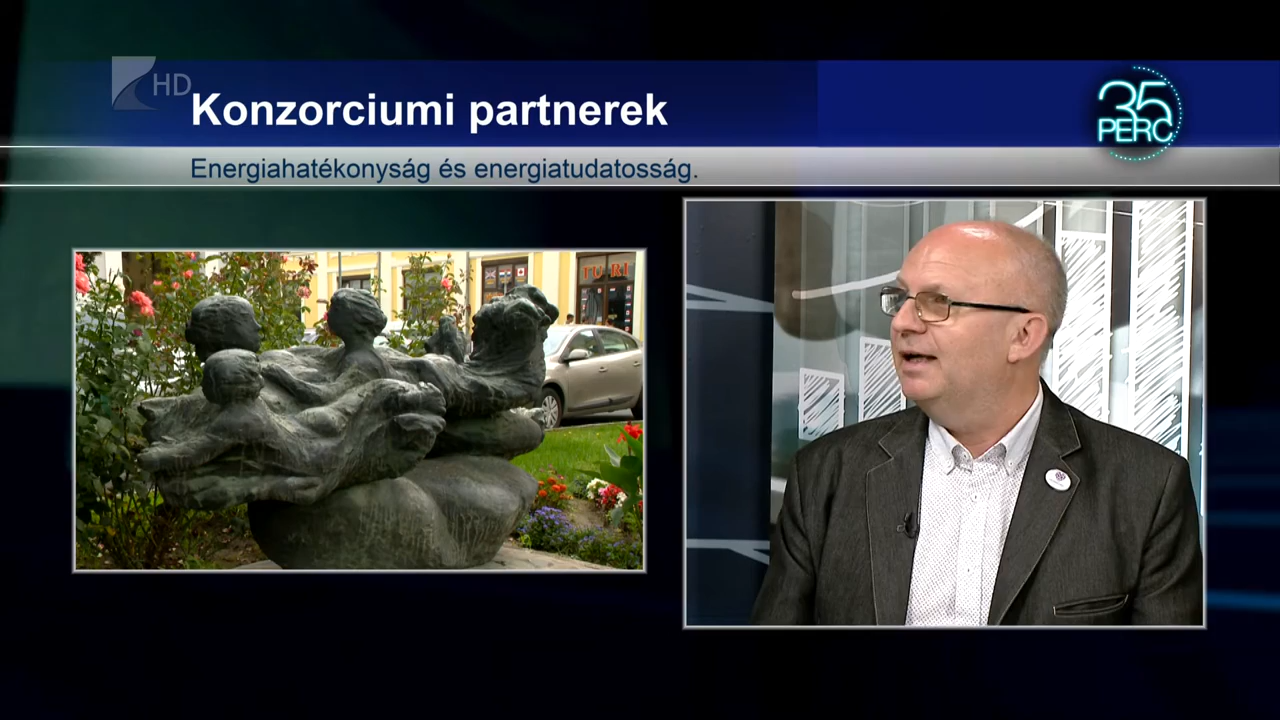 HD
Konzorciumi partnerek
35
PERC
Energiahatékonyság és energiatudatosság.